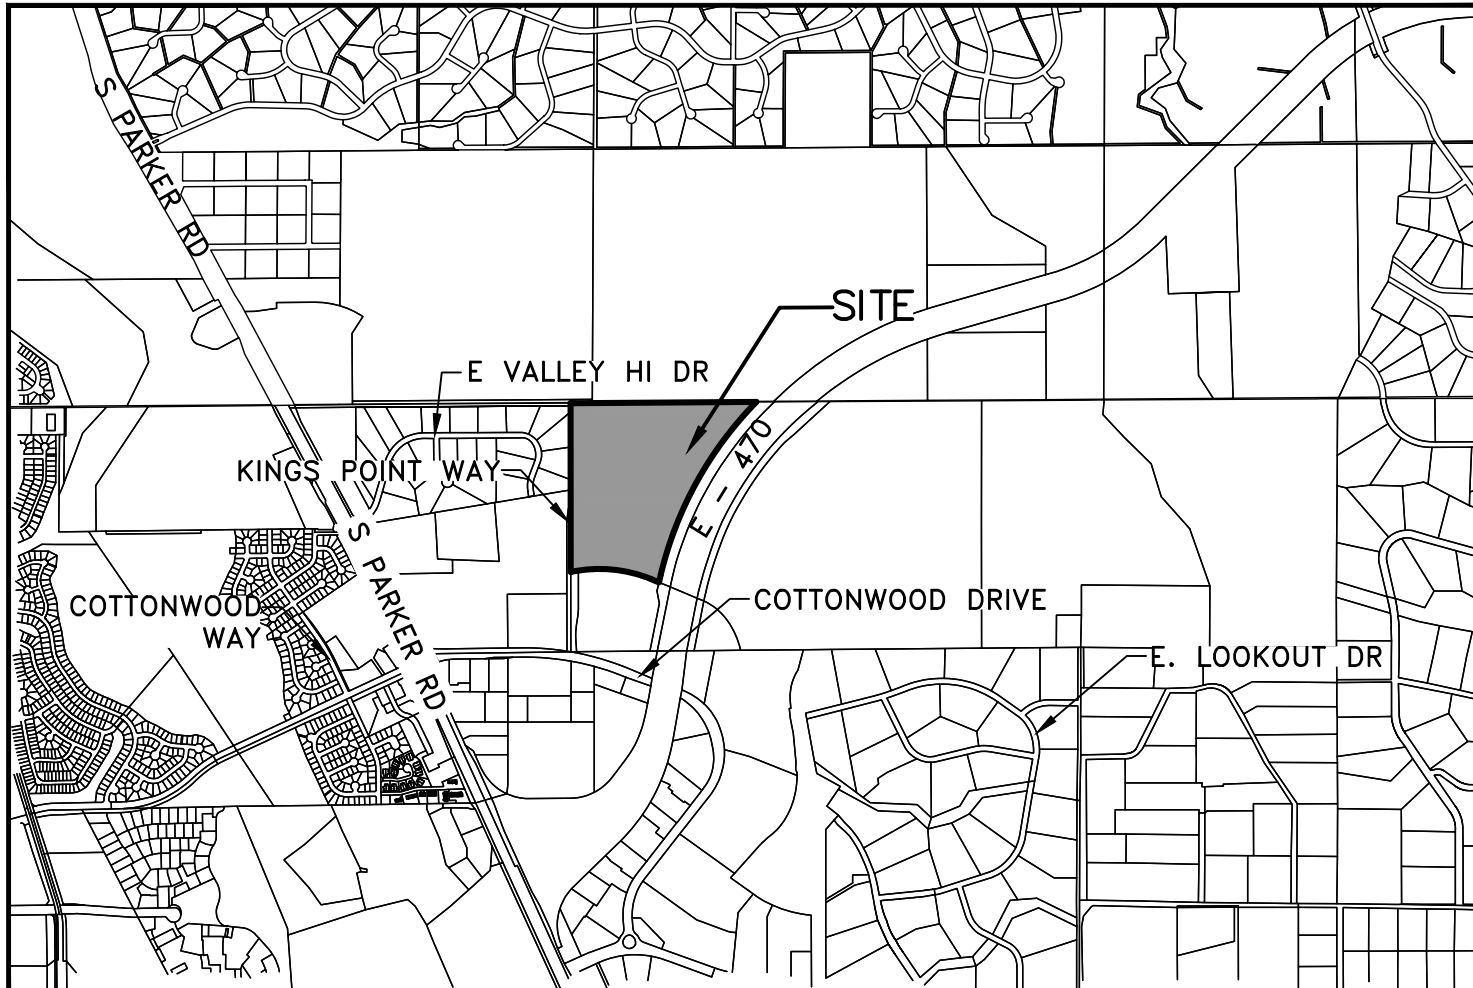 S PARKER RD
SITE
E VALLEY HI DR
KINGS POINT WAY
E - 470
S PARKER RD
COTTONWOOD
WAY
COTTONWOOD DRIVE
E. LOOKOUT DR